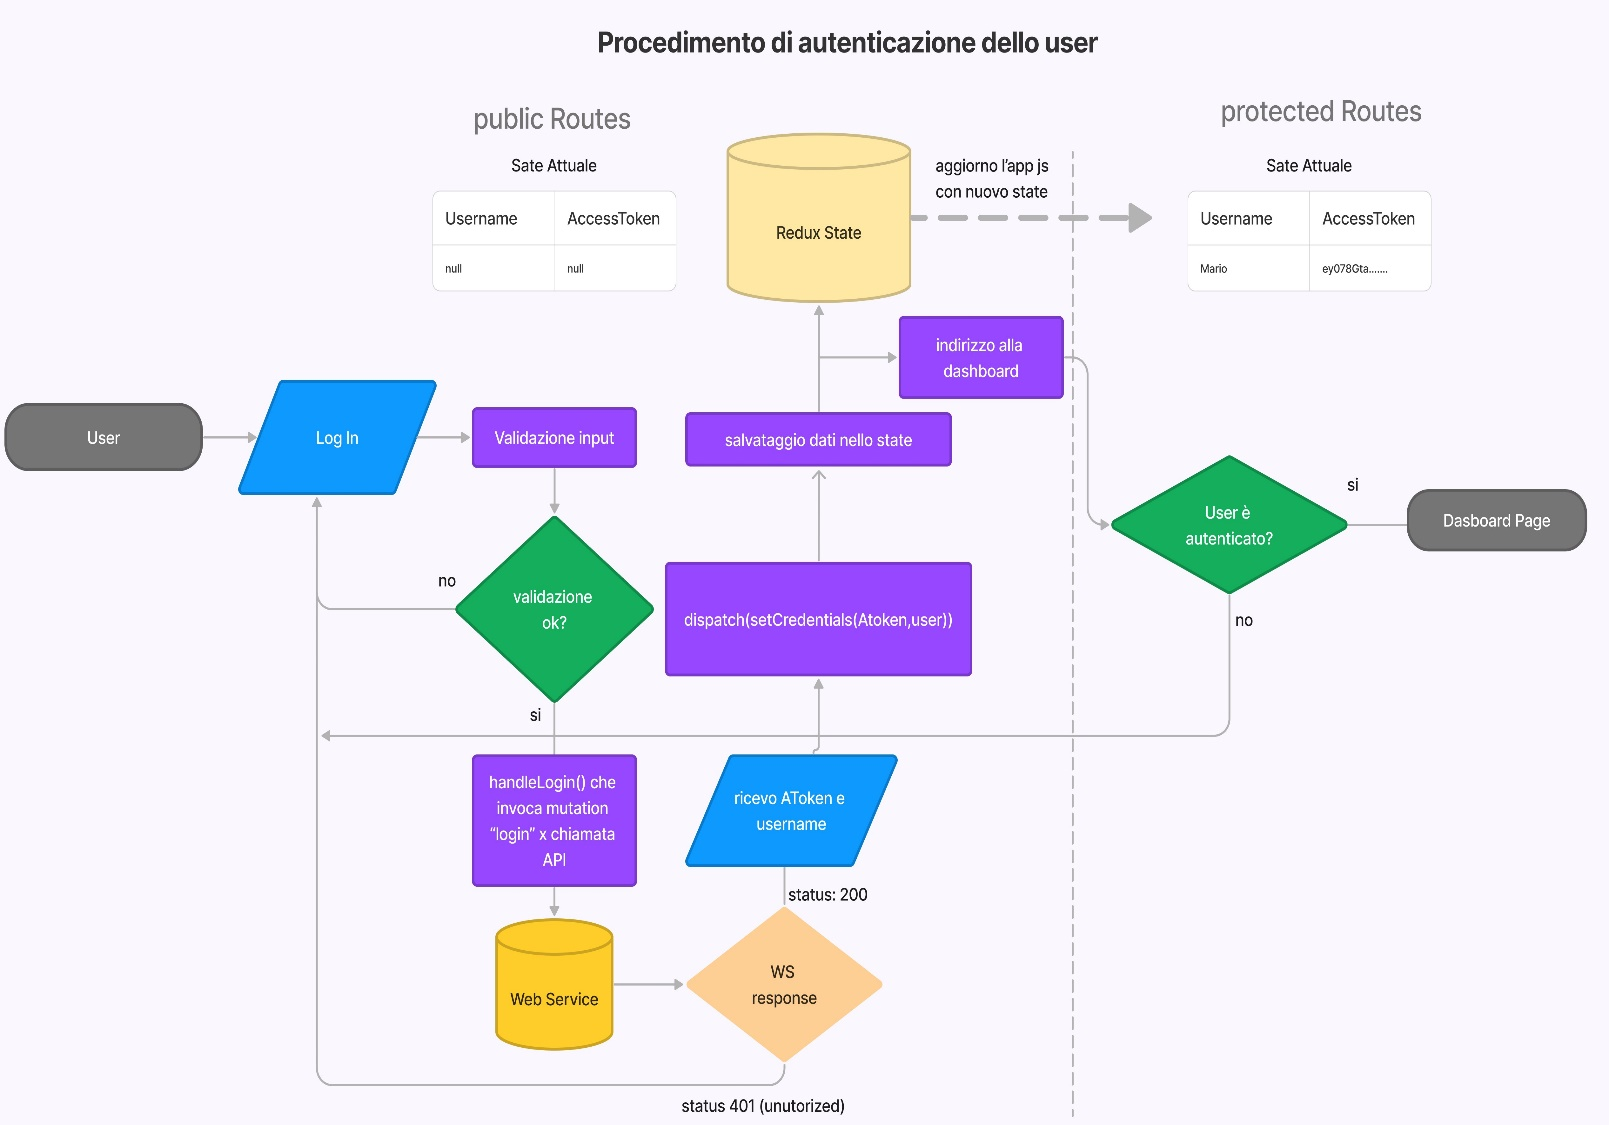 Procedimento di autenticazione dello user
public Routes
protected Routes
Sate Attuale
Username
AccessToken
null
null
Redux State
aggiorno l'app js
con nuovo state
Sate Attuale
Username
AccessToken
Mario
ey078Gta.......
indirizzo alla
dashboard
User
Log In
Validazione input
salvataggio dati nello state
validazione
ok?
no
si
dispatch(setCredentials(Atoken,user))
User è
autenticato?
si
no
Dasboard Page
handleLogin() che
invoca mutation
“login” x chiamata
API
ricevo AToken e
username
status: 200
Web Service
WS
response
status 401 (unutorized)